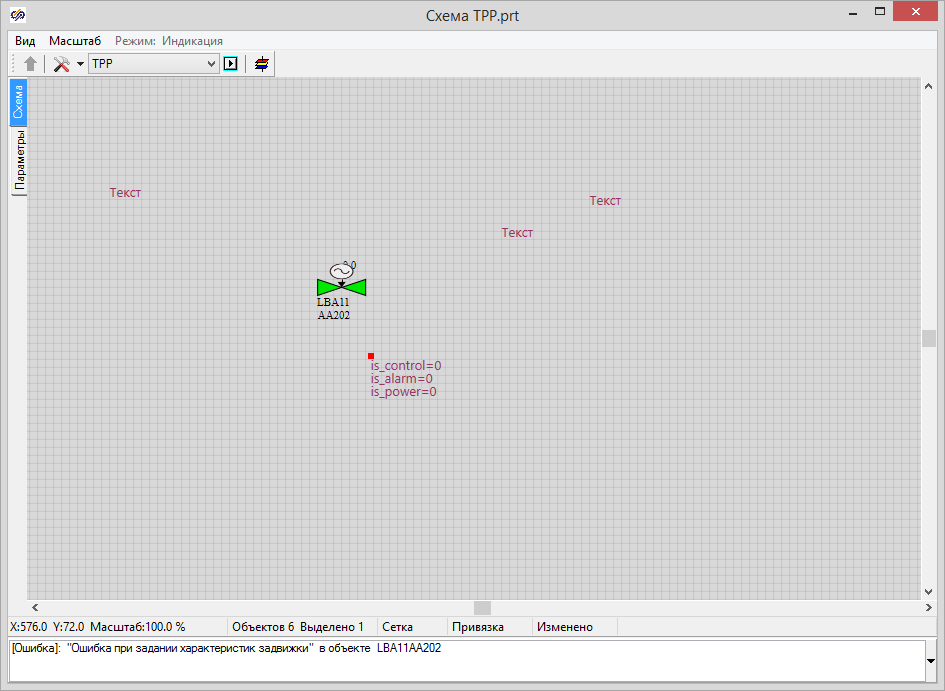 Схема TPP.prt
Вид Масштаб Режим: Индикация
TPP
Схема
Параметры
Текст
Текст
Текст
0.0
LBA11
AA202
is_control=0
is_alarm=0
is_power=0
X:576.0 Y:72.0 Масштаб:100.0 % Объектов 6 Выделено 1 Сетка Привязка Изменено
[Ошибка]: "Ошибка при задании характеристик задвижки" в объекте LBA11AA202